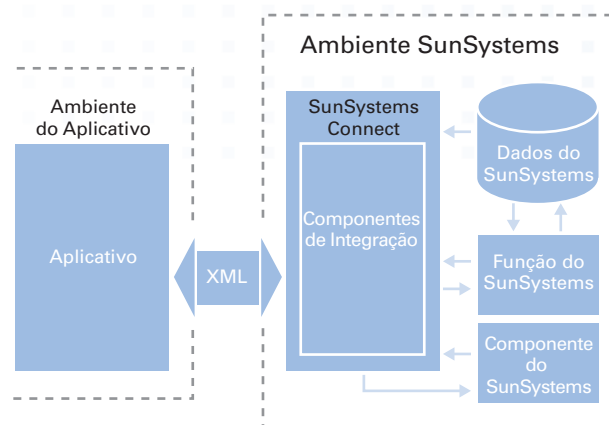 Ambiente SunSystems
Ambiente
do Aplicativo
Aplicativo
XML
SunSystems
Connect
Componentes
de Integração
Dados do
SunSystems
Função do
SunSystems
Componente
do
SunSystems